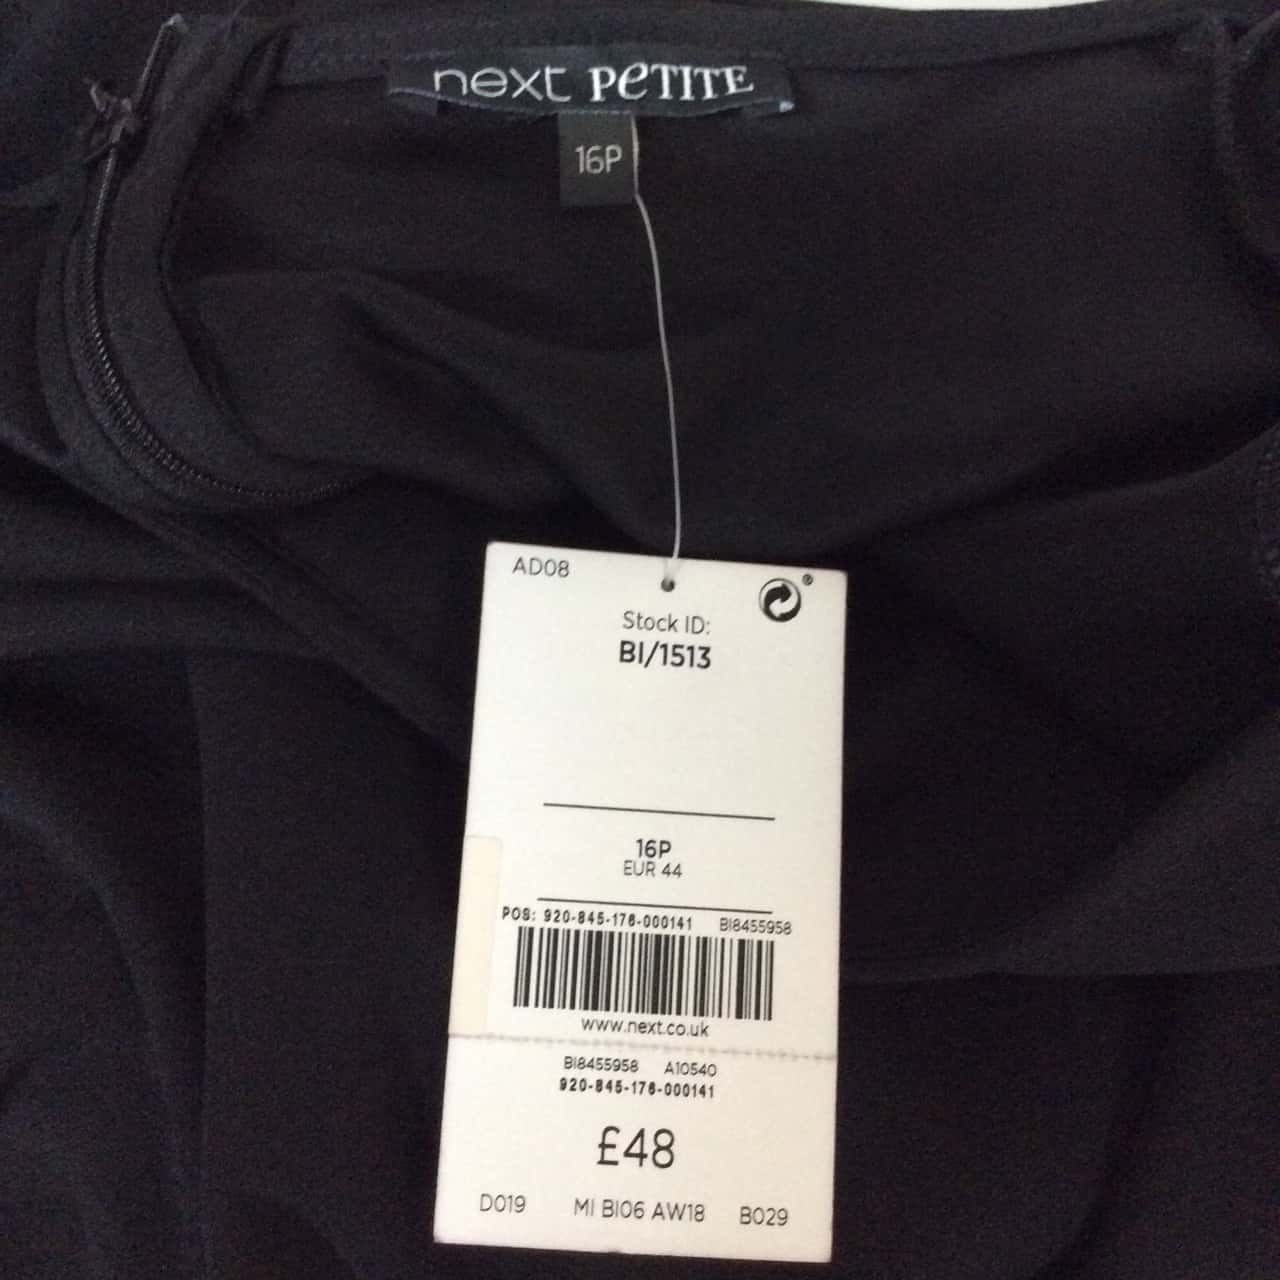 next PETITE
16P
AD08
®
Stock ID:
BI/1513
16P
EUR 44
POS: 920-845-176-000141 BI8455958
www.next.co.uk
BI8455958 A10540
920-845-176-000141
£48
D019 MI BI06 AW18 B029